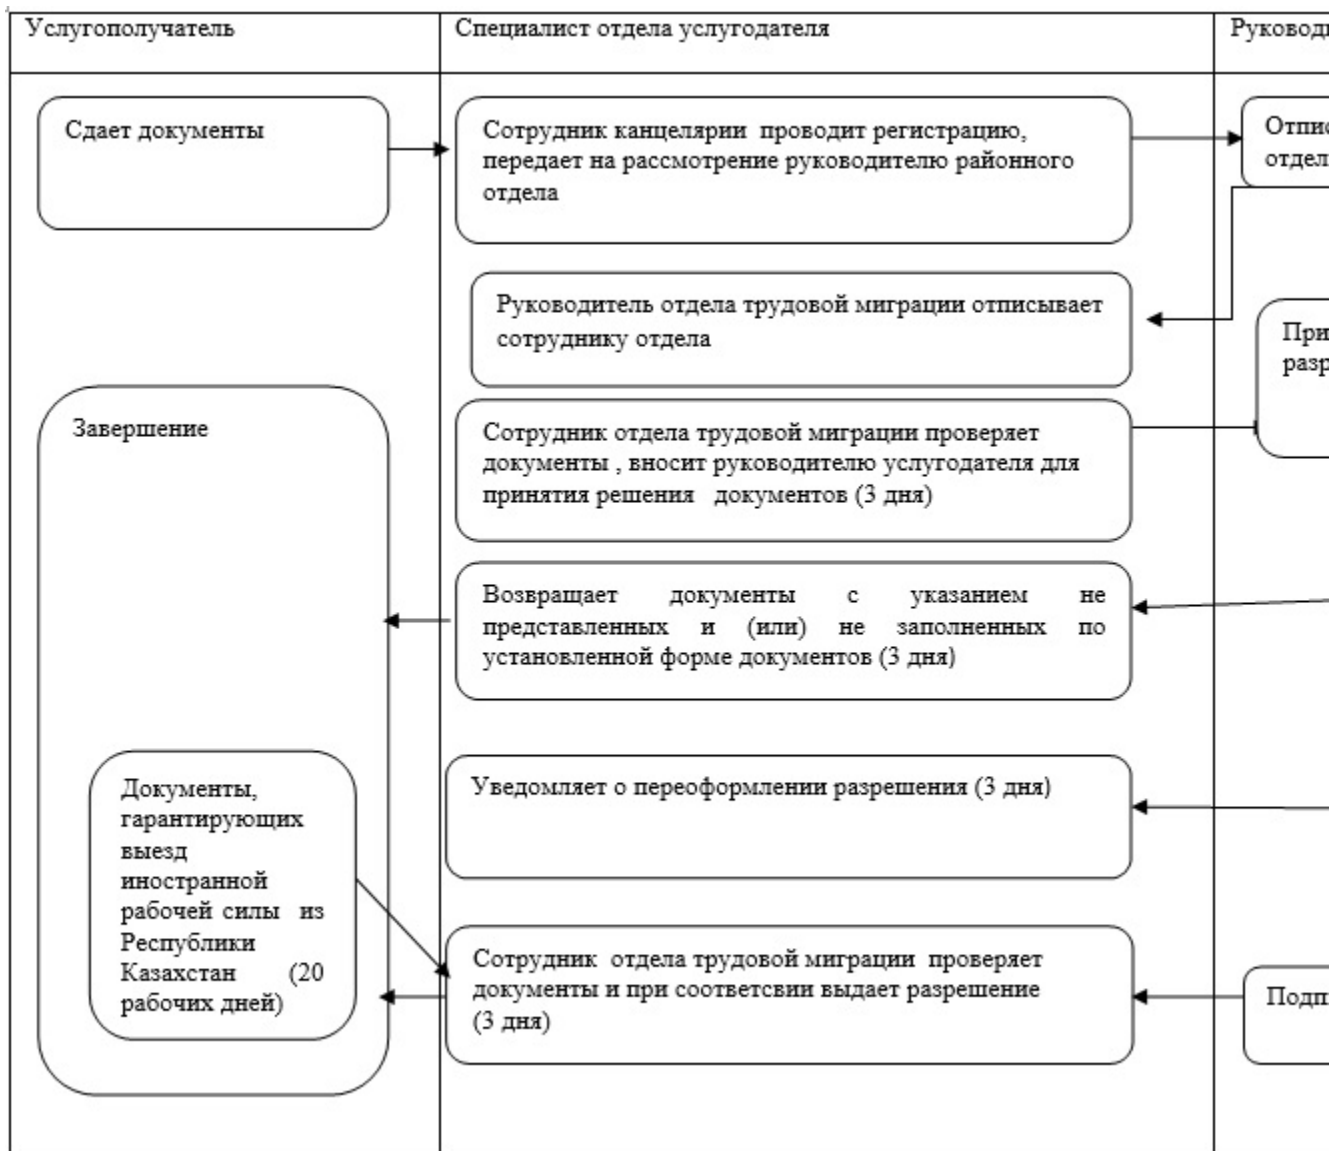 Услугополучатель
Специалист отдела услугодателя
Сдает документы
Сотрудник канцелярии проводит регистрацию,
передает на рассмотрение руководителю районного
отдела
Руководитель отдела трудовой миграции отписывает
сотруднику отдела
Завершение
Сотрудник отдела трудовой миграции проверяет
документы , вносит руководителю услугодателя для
принятия решения документов (3 дня)
Возвращает документы с указанием не
представленных и (или) не заполненных по
установленной форме документов (3 дня)
Документы,
гарантирующих
выезд
иностранной
рабочей силы из
Республики
Казахстан (20
рабочих дней)
Уведомляет о переоформлении разрешения (3 дня)
Сотрудник отдела трудовой миграции проверяет
документы и при соответсвии выдает разрешение
(3 дня)